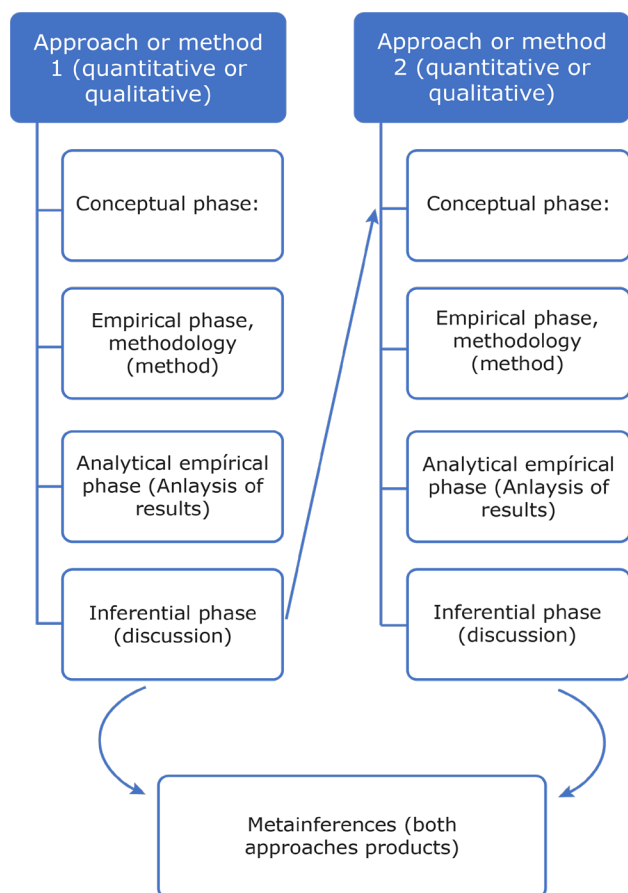 Approach or method
1 (quantitative or
qualitative)
Conceptual phase:
Empirical phase,
methodology
(method)
Analytical empírical
phase (Anlaysis of
results)
Inferential phase
(discussion)
Approach or method
2 (quantitative or
qualitative)
Conceptual phase:
Empirical phase,
methodology
(method)
Analytical empírical
phase (Anlaysis of
results)
Inferential phase
(discussion)
Metainferences (both
approaches products)